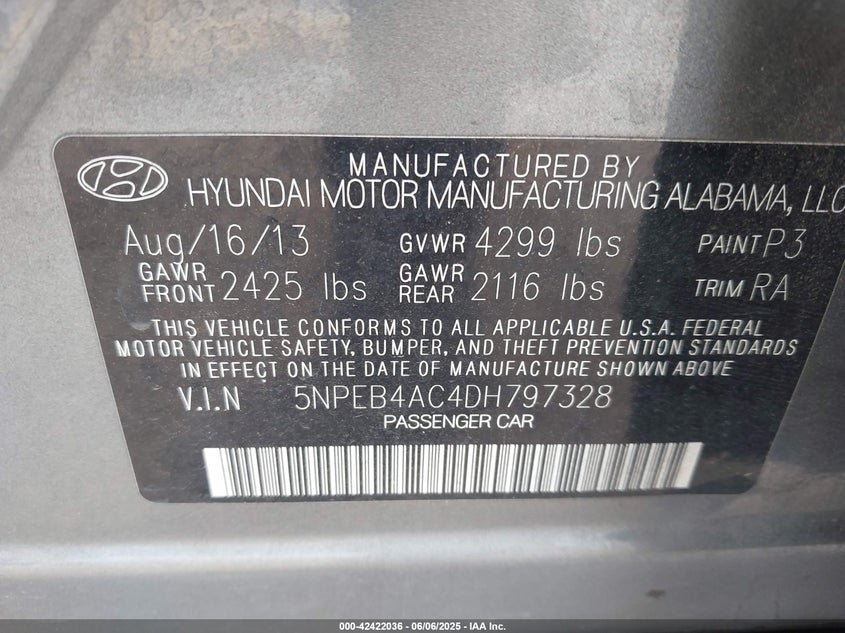 MANUFACTURED BY
HYUNDAI MOTOR MANUFACTURING ALABAMA, LLC
Aug/16/13 GVWR 4299 lbs PAINT P3
GAWR FRONT 2425 lbs GAWR REAR 2116 lbs TRIM RA
THIS VEHICLE CONFORMS TO ALL APPLICABLE U.S.A. FEDERAL
MOTOR VEHICLE SAFETY, BUMPER, AND THEFT PREVENTION STANDARDS
IN EFFECT ON THE DATE OF MANUFACTURE SHOWN ABOVE
V.I.N 5NPEB4AC4DH797328
PASSENGER CAR
000-42422036 - 06/06/2025 - IAA Inc.